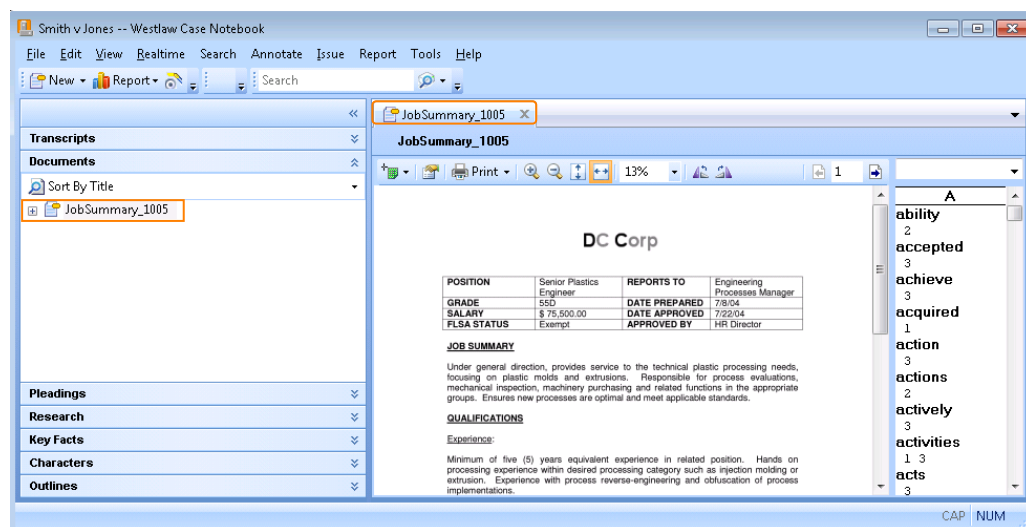 Smith v Jones -- Westlaw Case Notebook
File Edit View Realtime Search Annotate Issue Report Tools Help
New Report Search
JobSummary_1005
Transcripts
JobSummary_1005
Documents
Print 13% 1
Sort By Title
JobSummary_1005
DC Corp
POSITION Senior Plastics Engineer REPORTS TO Engineering Processes Manager
GRADE 55D DATE PREPARED 7/8/04
SALARY $ 75,500.00 DATE APPROVED 7/22/04
FLSA STATUS Exempt APPROVED BY HR Director
JOB SUMMARY
Under general direction, provides service to the technical plastic processing needs,
focusing on plastic molds and extrusions. Responsible for process evaluations,
mechanical inspection, machinery purchasing and related functions in the appropriate
groups. Ensures new processes are optimal and meet applicable standards.
QUALIFICATIONS
Experience:
Minimum of five (5) years equivalent experience in related position. Hands on
processing experience within desired processing category such as injection molding or
extrusion. Experience with process reverse-engineering and obfuscation of process
implementations.
A
ability
2
accepted
3
achieve
3
acquired
1
action
3
actions
2
actively
3
activities
1 3
acts
3
Pleadings
Research
Key Facts
Characters
Outlines
CAP NUM